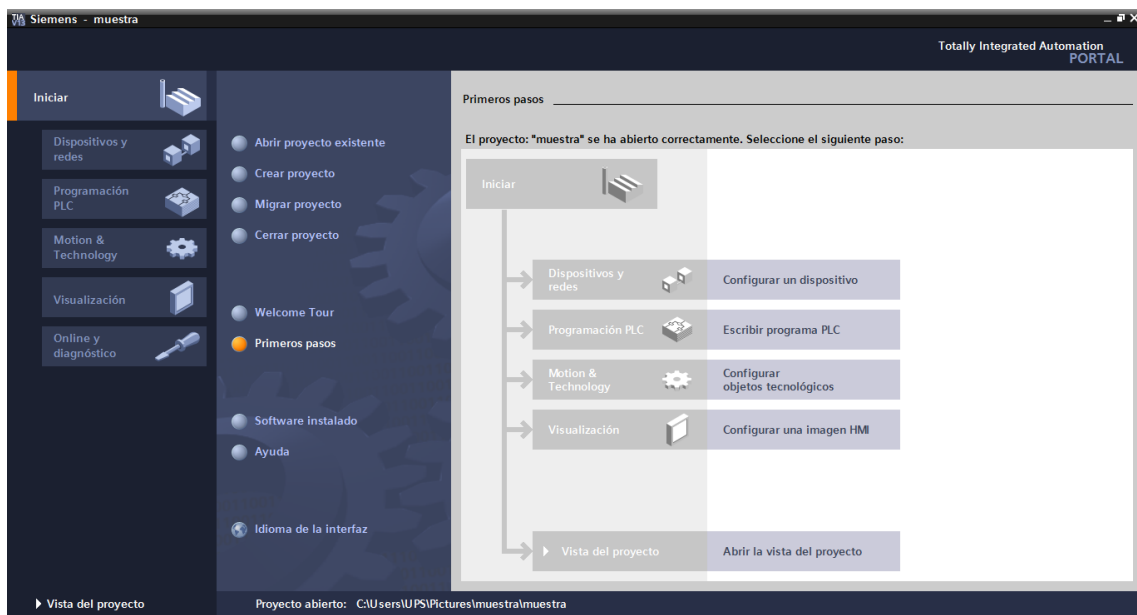 Siemens - muestra
Totally Integrated Automation
PORTAL
Iniciar
Dispositivos y
redes
Programación
PLC
Motion &
Technology
Visualización
Online y
diagnóstico
Abrir proyecto existente
Crear proyecto
Migrar proyecto
Cerrar proyecto
Welcome Tour
Primeros pasos
Software instalado
Ayuda
Idioma de la interfaz
Primeros pasos
El proyecto: "muestra" se ha abierto correctamente. Seleccione el siguiente paso:
Iniciar
Dispositivos y
redes
Configurar un dispositivo
Programación PLC
Escribir programa PLC
Motion &
Technology
Configurar
objetos tecnológicos
Visualización
Configurar una imagen HMI
Vista del proyecto
Abrir la vista del proyecto
Vista del proyecto
Proyecto abierto: C:\Users\UPS\Pictures\muestra\muestra